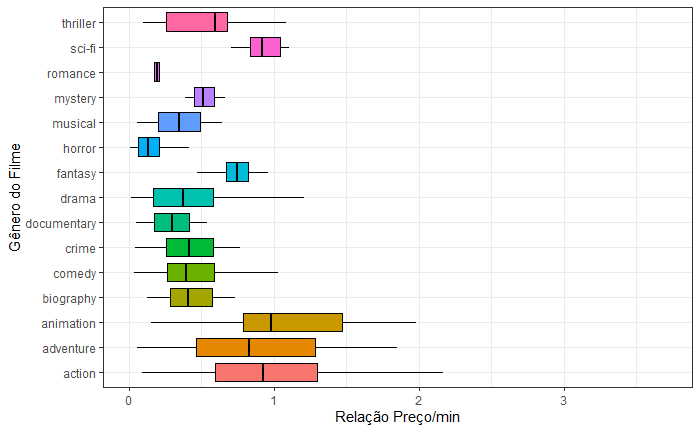 thriller
sci-fi
romance
mystery
musical
horror
fantasy
drama
documentary
crime
comedy
biography
animation
adventure
action
Gênero do Filme
0 1 2 3
Relação Preço/min